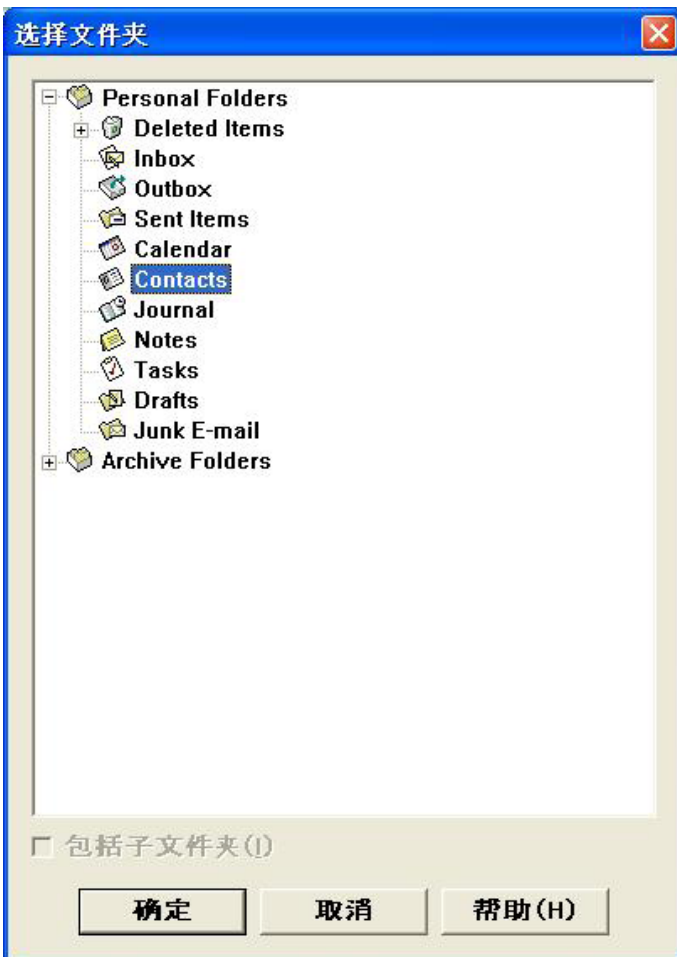 选择文件夹
Personal Folders
Deleted Items
Inbox
Outbox
Sent Items
Calendar
Contacts
Journal
Notes
Tasks
Drafts
Junk E-mail
Archive Folders
包括子文件夹(I)
确定 取消 帮助(H)